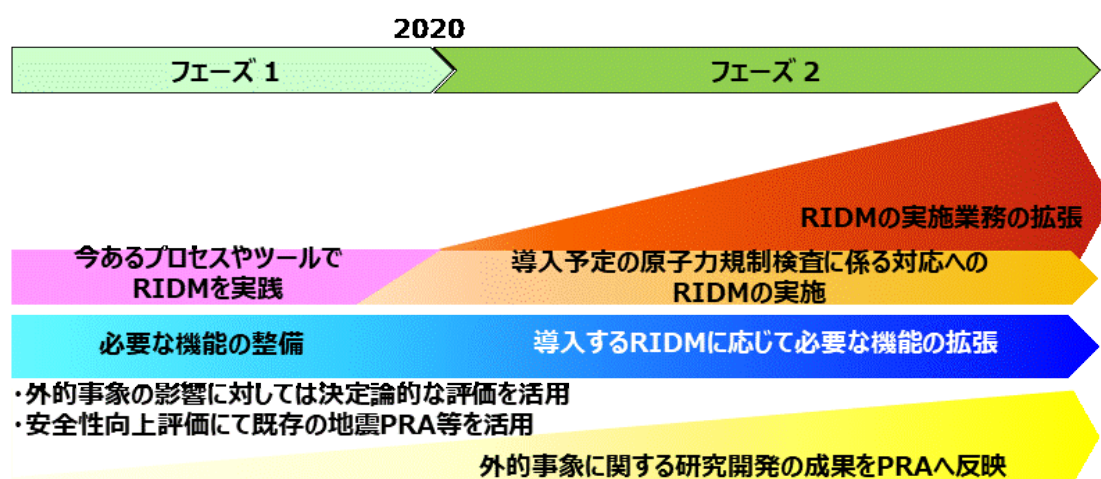 2020
フェーズ 1
フェーズ 2
RIDMの実施業務の拡張
今あるプロセスやツールで
RIDMを実践
導入予定の原子力規制検査に係る対応への
RIDMの実施
必要な機能の整備
導入するRIDMに応じて必要な機能の拡張
・外的事象の影響に対しては決定論的な評価を活用
・安全性向上評価にて既存の地震PRA等を活用
外的事象に関する研究開発の成果をPRAへ反映